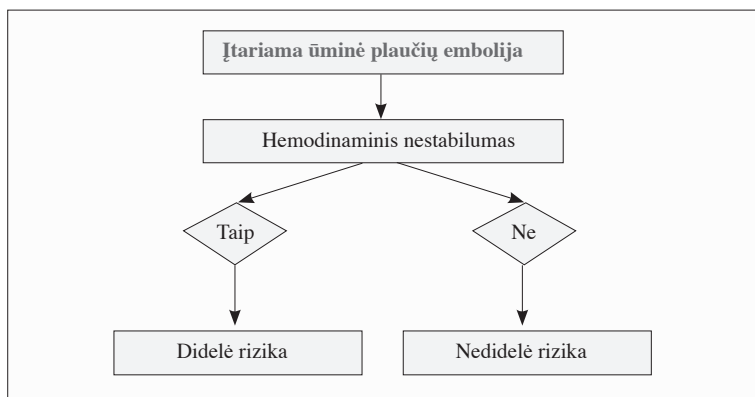 Įtariama ūminė plaučių embolija
Hemodinaminis nestabilumas
Taip
Ne
Didelė rizika
Nedidelė rizika